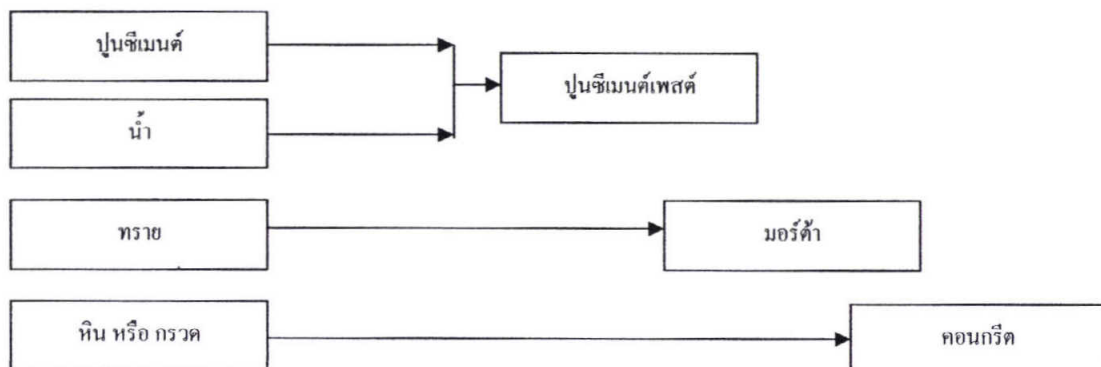 ปูนซีเมนต์
ปูนซีเมนต์เพสต์
น้ำ
ทราย
มอร์ต้า
หิน หรือ กรวด
คอนกรีต